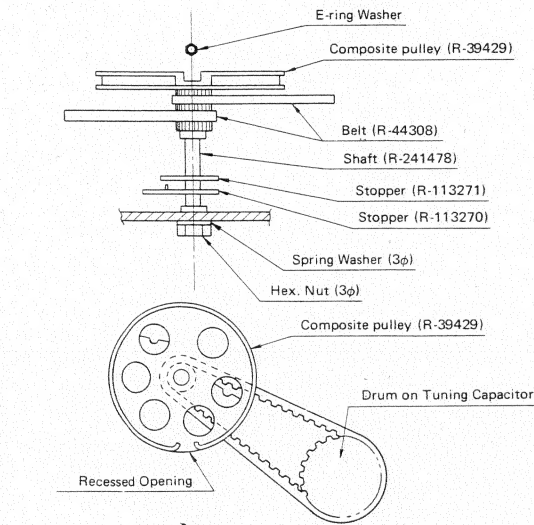 E-ring Washer
Composite pulley (R-39429)
Belt (R-44308)
Shaft (R-241478)
Stopper (R-113271)
Stopper (R-113270)
Spring Washer (3ϕ)
Hex. Nut (3ϕ)
Composite pulley (R-39429)
Drum on Tuning Capacitor
Recessed Opening